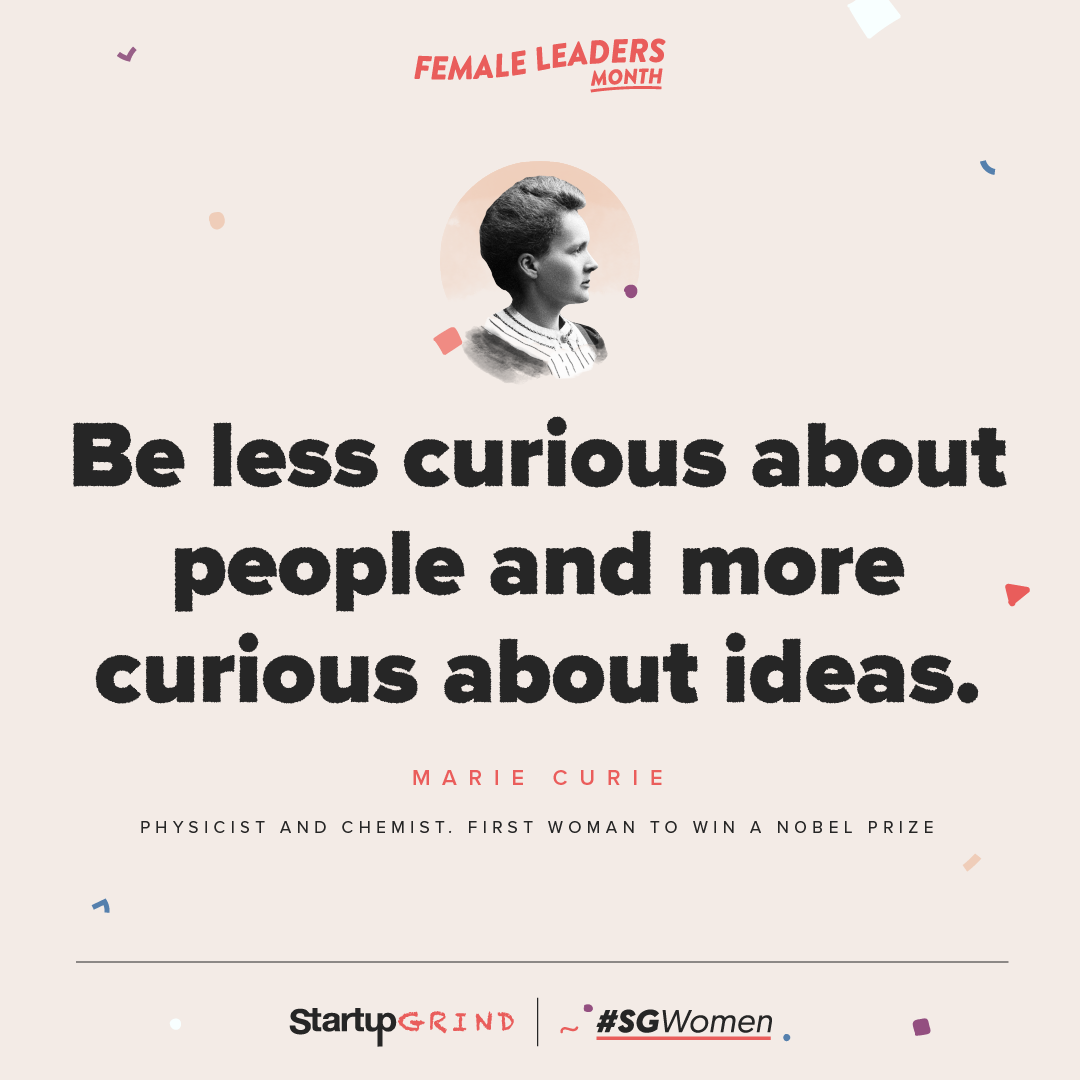 FEMALE LEADERS
MONTH
Be less curious about
people and more
curious about ideas.
MARIE CURIE
PHYSICIST AND CHEMIST. FIRST WOMAN TO WIN A NOBEL PRIZE
StartupGRIND | ~ #SGWomen